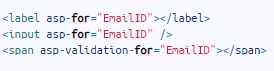 <label asp-for="EmailID"></label>
<input asp-for="EmailID" />
<span asp-validation-for="EmailID"></span>